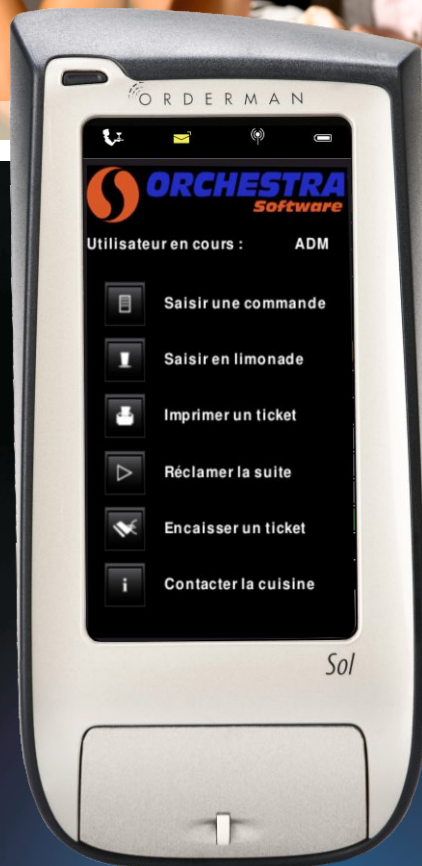 ORDERMAN
ORCHESTRA
Software
Utilisateur en cours : ADM
Saisir une commande
Saisir en limonade
Imprimer un ticket
Réclamer la suite
Encaisser un ticket
Contacter la cuisine
Sol